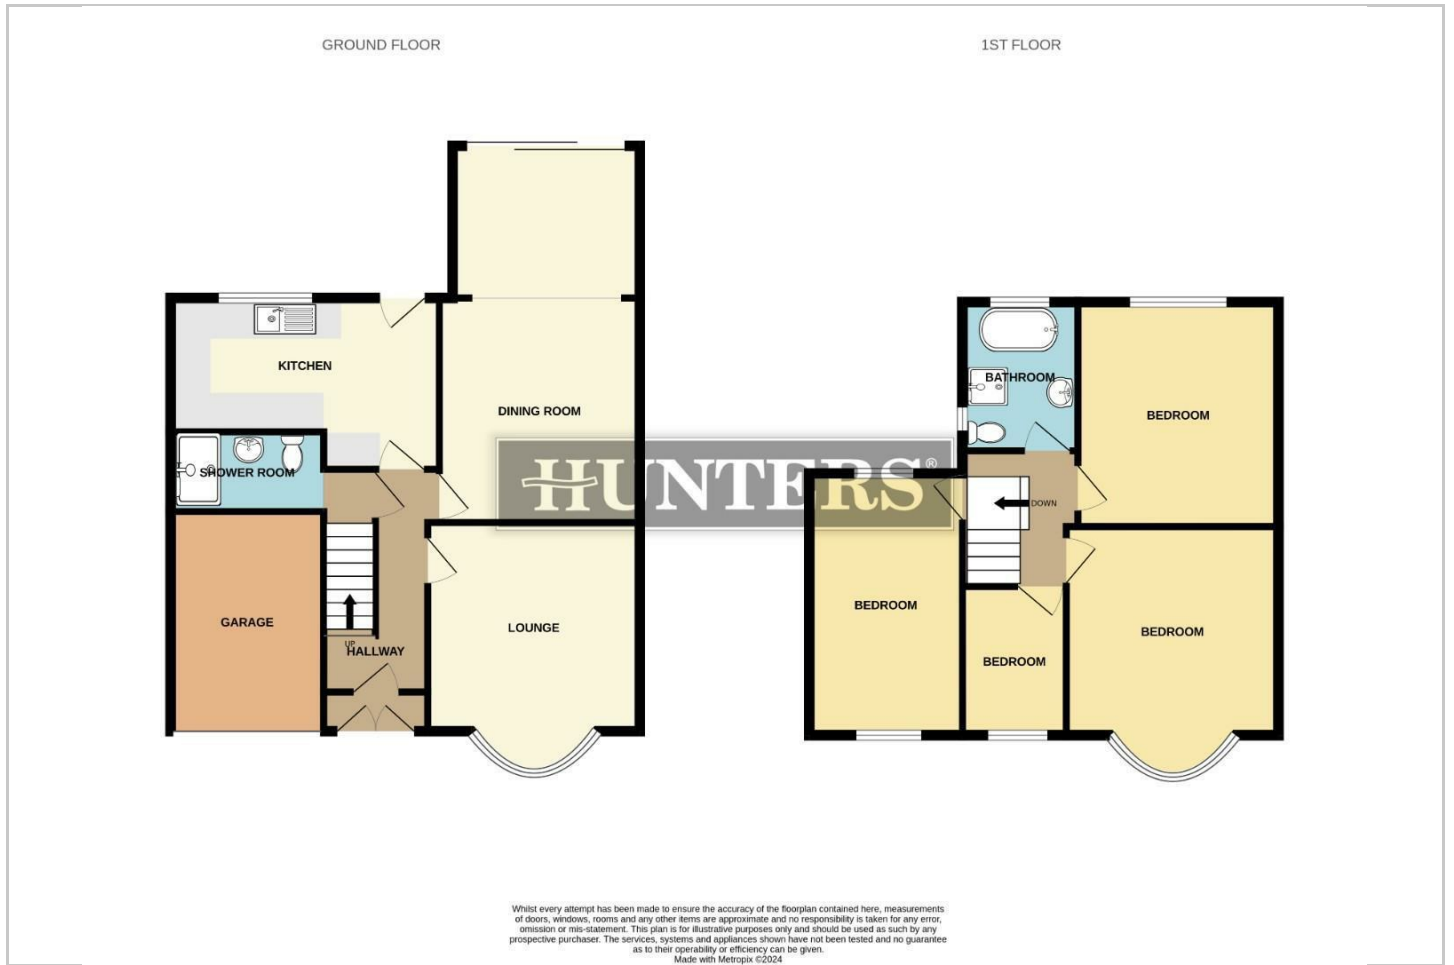 GROUND FLOOR
1ST FLOOR
KITCHEN
DINING ROOM
SHOWER ROOM
GARAGE
UP
HALLWAY
LOUNGE
BATHROOM
BEDROOM
DOWN
BEDROOM
BEDROOM
BEDROOM
HUNTERS®
Whilst every attempt has been made to ensure the accuracy of the floorplan contained here, measurements
of doors, windows, rooms and any other items are approximate and no responsibility is taken for any error,
omission or mis-statement. This plan is for illustrative purposes only and should be used as such by any
prospective purchaser. The services, systems and appliances shown have not been tested and no guarantee
as to their operability or efficiency can be given.
Made with Metropix ©2024